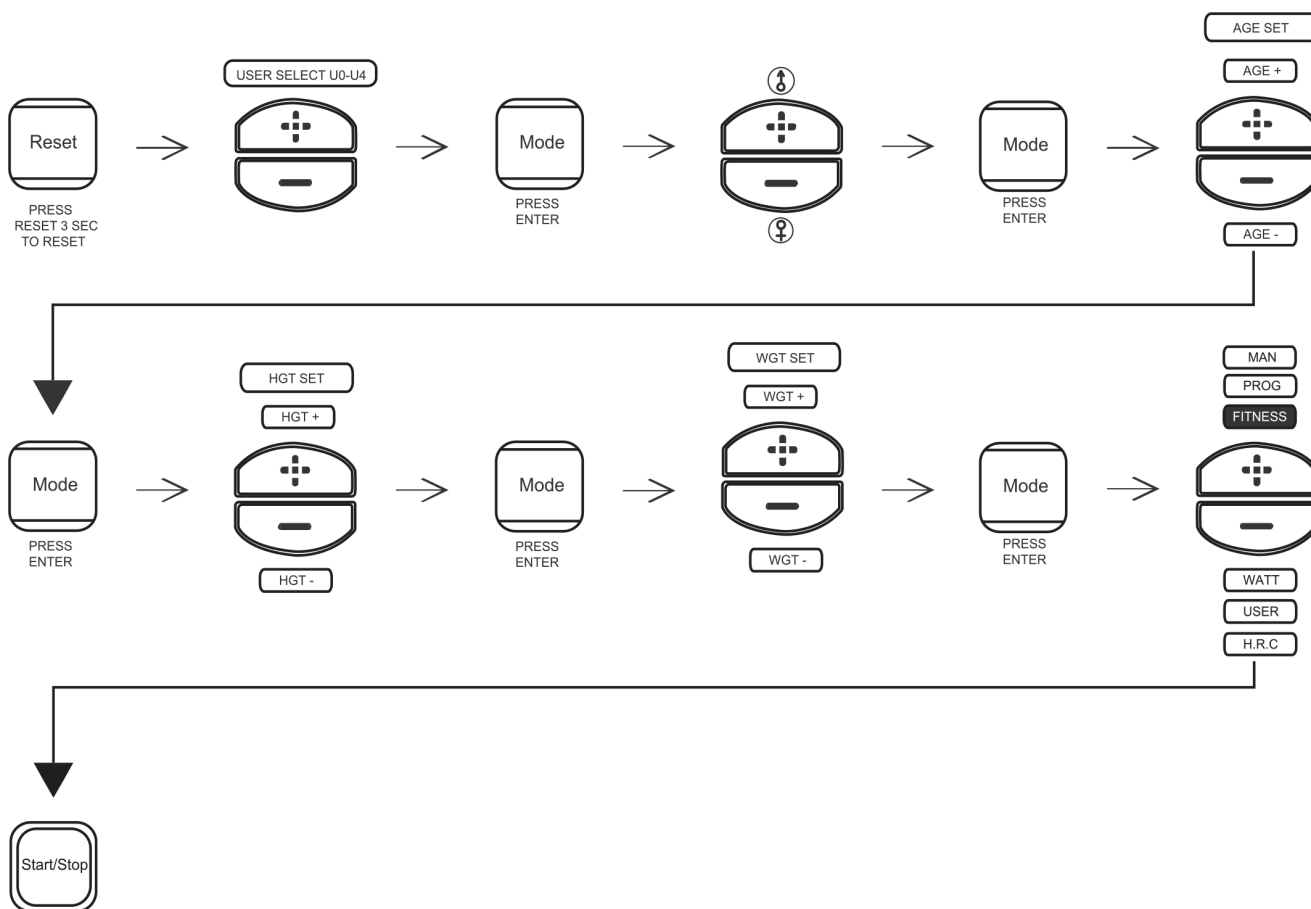 AGE SET
USER SELECT U0-U4
AGE +
Reset
Mode
Mode
PRESS
RESET 3 SEC
TO RESET
PRESS
ENTER
PRESS
ENTER
AGE -
HGT SET
HGT +
WGT SET
WGT +
MAN
PROG
FITNESS
Mode
Mode
Mode
PRESS
ENTER
HGT -
PRESS
ENTER
WGT -
PRESS
ENTER
WATT
USER
H.R.C
Start/Stop